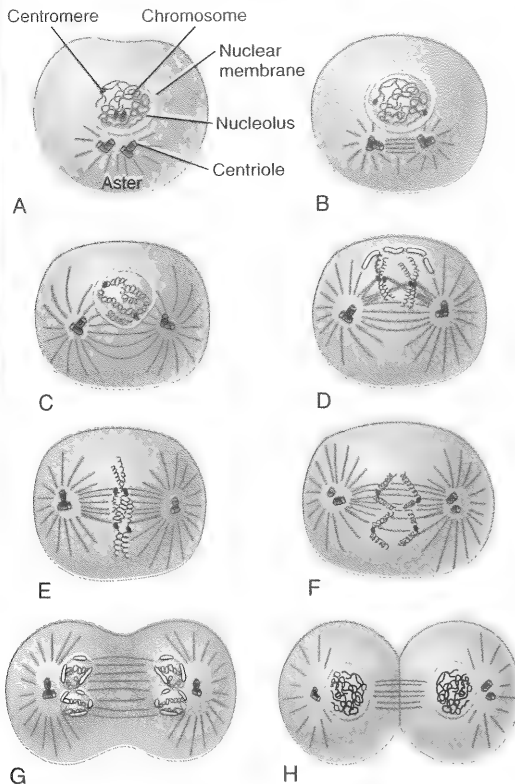 Centromere
Chromosome
Nuclear
membrane
Nucleolus
Centriole
Aster
A
B
C
D
E
F
G
H